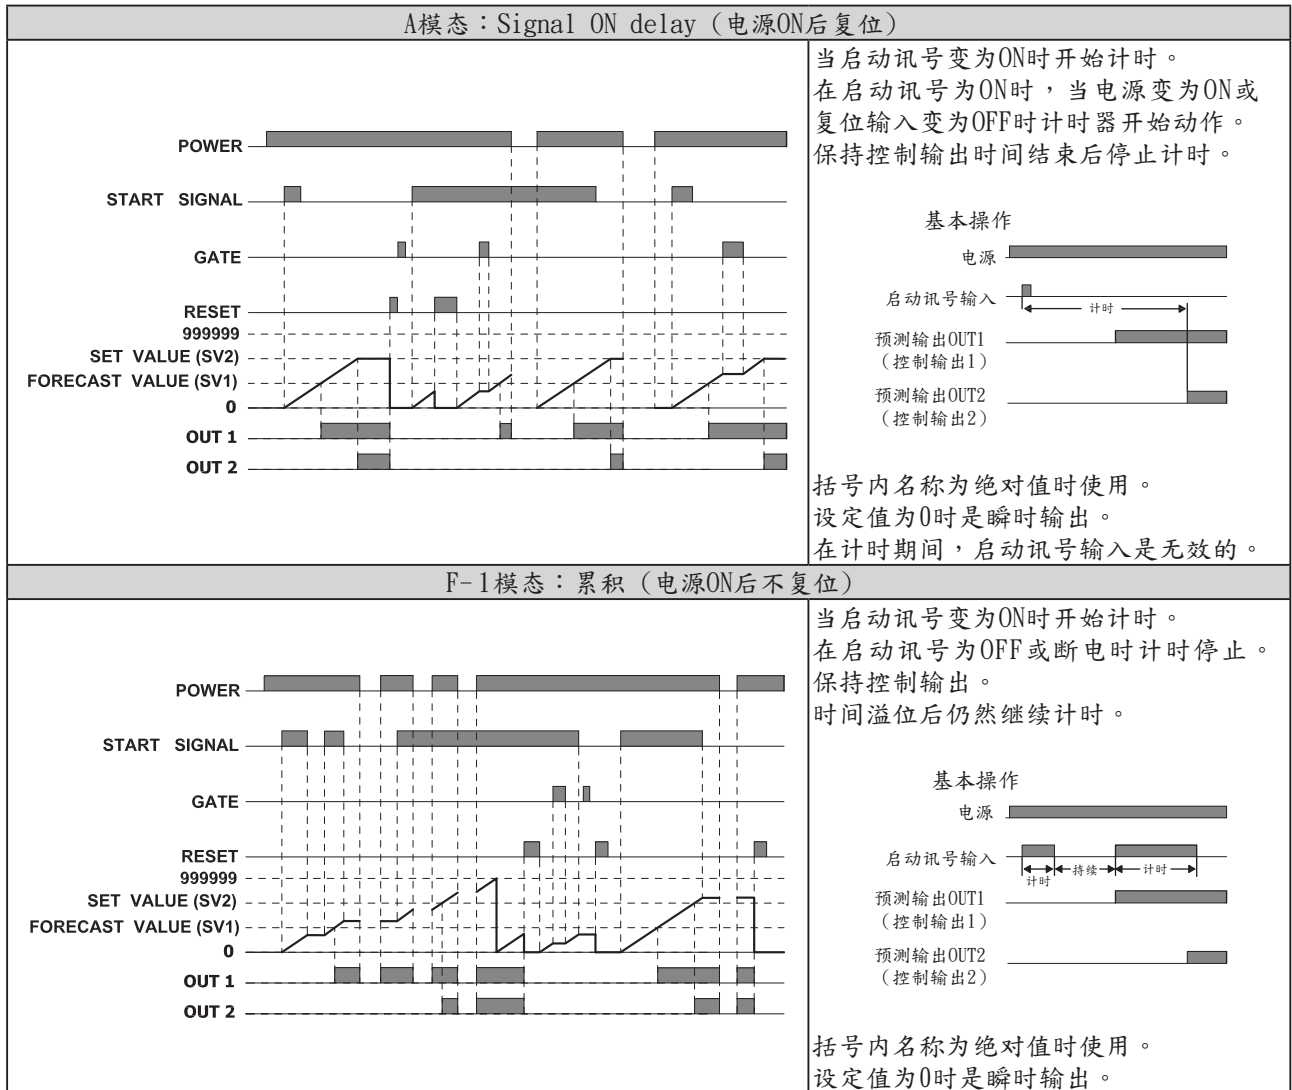 A模态：Signal ON delay (电源ON后复位)
POWER
START SIGNAL
GATE
RESET
999999
SET VALUE (SV2)
FORECAST VALUE (SV1)
0
OUT 1
OUT 2
当启动讯号变为ON时开始计时。
在启动讯号为ON时，当电源变为ON或
复位输入变为OFF时计时器开始动作。
保持控制输出时间结束后停止计时。
基本操作
电源
启动讯号输入
计时
预测输出OUT1
(控制输出1)
预测输出OUT2
(控制输出2)
括号内名称为绝对值时使用。
设定值为0时是瞬时输出。
在计时期间，启动讯号输入是无效的。
F-1模态：累积 (电源ON后不复位)
POWER
START SIGNAL
GATE
RESET
999999
SET VALUE (SV2)
FORECAST VALUE (SV1)
0
OUT 1
OUT 2
当启动讯号变为ON时开始计时。
在启动讯号为OFF或断电时计时停止。
保持控制输出。
时间溢位后仍然继续计时。
基本操作
电源
启动讯号输入
计时 持续 计时
预测输出OUT1
(控制输出1)
预测输出OUT2
(控制输出2)
括号内名称为绝对值时使用。
设定值为0时是瞬时输出。